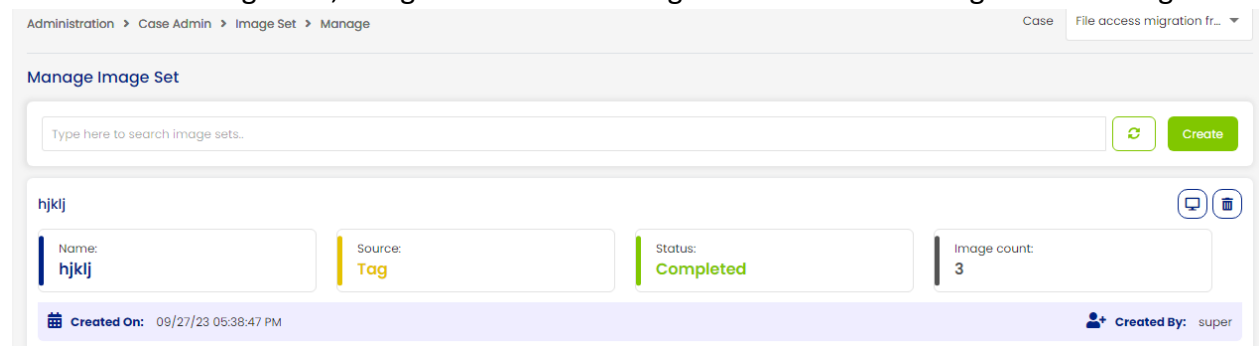 Administration > Case Admin > Image Set > Manage Case File access migration fr...
Manage Image Set
Type here to search image sets..
Create
hjklj
Name: Source: Status: Image count:
hjklj Tag Completed 3
Created On: 09/27/23 05:38:47 PM Created By: super